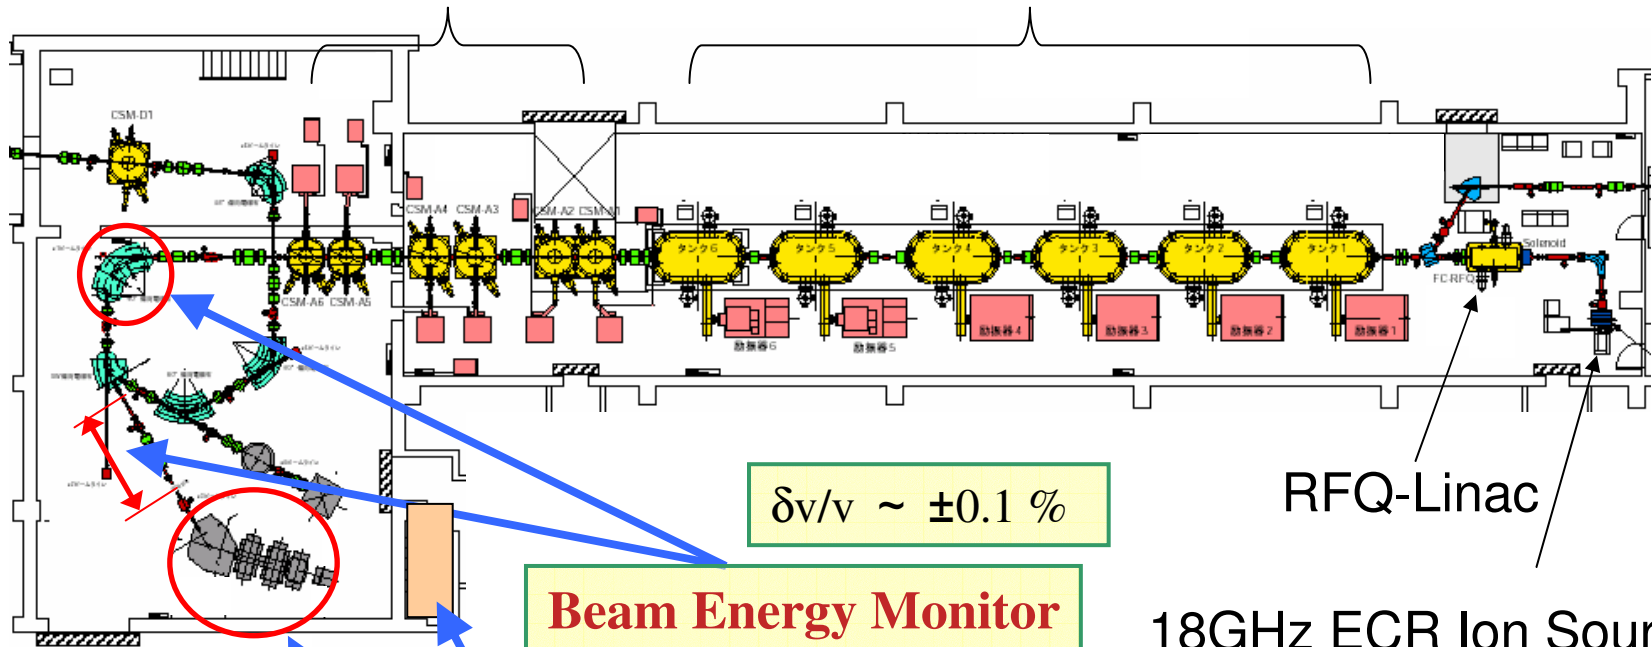 CSM-D1
CSM-A4 CSM-A3
CSM-A2 CSM-A1
CSM-A6 CSM-A5
タンク6
タンク5
タンク4
タンク3
タンク2
タンク1
Solenoid
FC-RFQ
励振器6
励振器5
励振器4
励振器3
励振器2
励振器1
RFQ-Linac
δv/v ~ ±0.1 %
Beam Energy Monitor
18GHz ECR Ion Sour